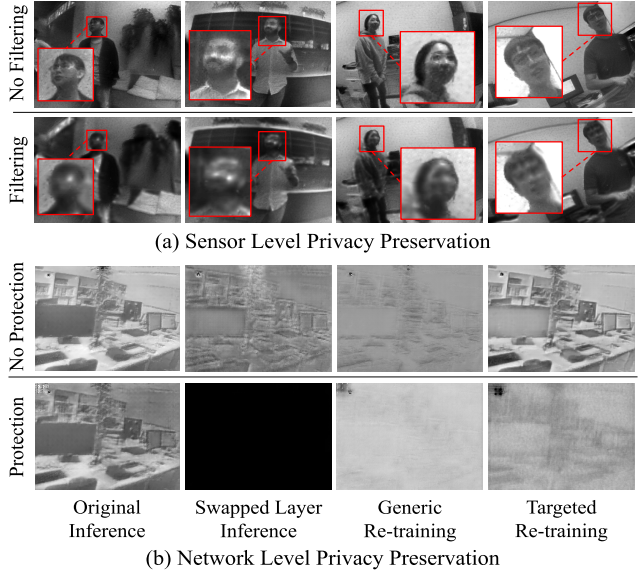 No Filtering
Filtering
(a) Sensor Level Privacy Preservation
No Protection
Protection
Original
Inference
Swapped Layer
Inference
Generic
Re-training
Targeted
Re-training
(b) Network Level Privacy Preservation